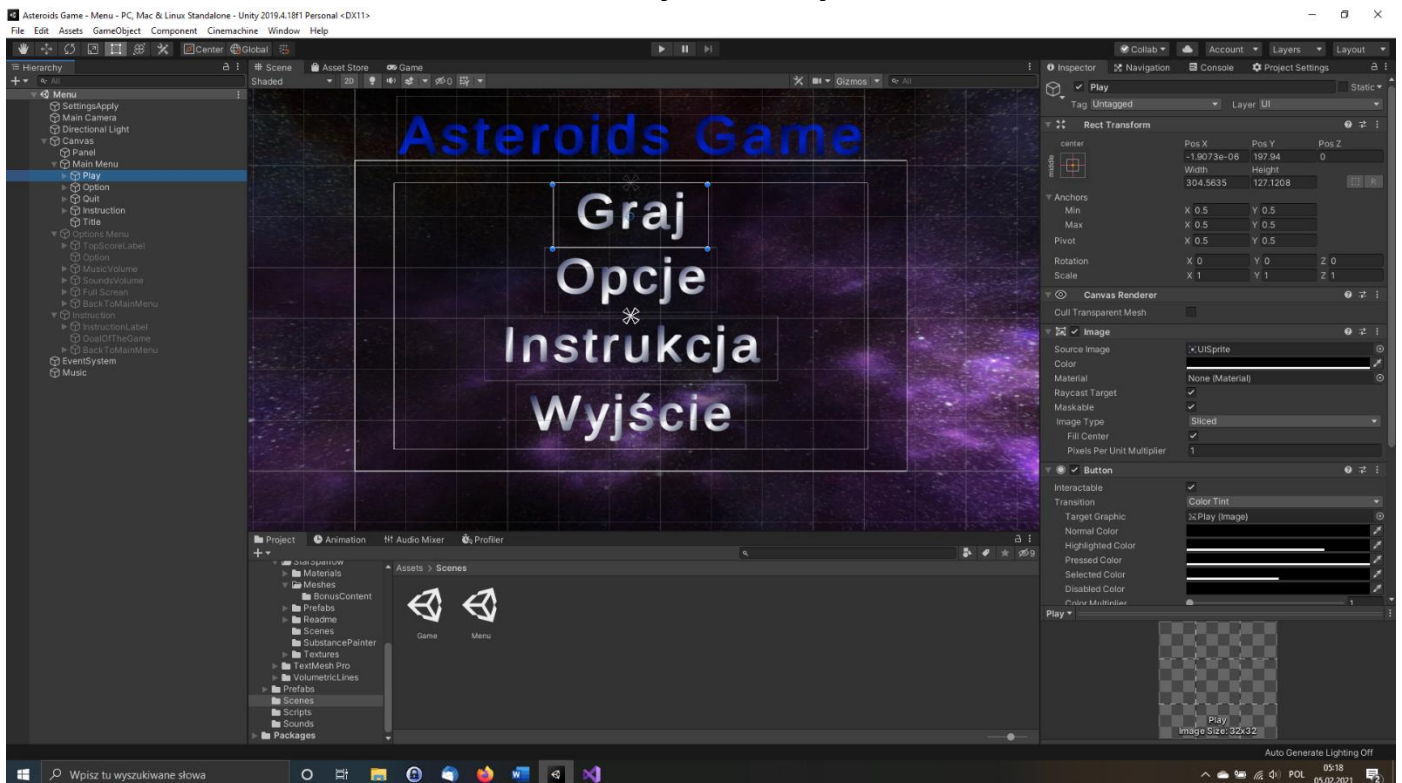 Asteroids Game - Menu - PC, Mac & Linux Standalone - Unity 2019.4.18f1 Personal <DX11>
File Edit Assets GameObject Component Cinemachine Window Help
Center Global Collab Account Layers Layout
Hierarchy
All
Menu
SettingsApply
Main Camera
Directional Light
Canvas
Panel
Main Menu
Play
Option
Quit
Instruction
Title
Options Menu
TopScoreLabel
Option
MusicVolume
SoundsVolume
Full Screan
BackToMainMenu
Instruction
InstructionLabel
GoalOfTheGame
BackToMainMenu
EventSystem
Music
Scene Asset Store Game
Shaded 2D 0 Gizmos All
Asteroids Game
Graj
Opcje
Instrukcja
Wyjście
Project Animation Audio Mixer Profiler
9
StarSparrow
Materials
Meshes
BonusContent
Prefabs
Readme
Scenes
SubstancePainter
Textures
TextMesh Pro
VolumetricLines
Prefabs
Scenes
Scripts
Sounds
Packages
Assets > Scenes
Game Menu
Inspector Navigation Console Project Settings
Play Static
Tag Untagged Layer UI
Rect Transform
center
middle
Pos X Pos Y Pos Z
-1.9073e-06 197.94 0
Width Height
304.5635 127.1208
R
Anchors
Min X 0.5 Y 0.5
Max X 0.5 Y 0.5
Pivot X 0.5 Y 0.5
Rotation X 0 Y 0 Z 0
Scale X 1 Y 1 Z 1
Canvas Renderer
Cull Transparent Mesh
Image
Source Image UISprite
Color
Material None (Material)
Raycast Target
Maskable
Image Type Sliced
Fill Center
Pixels Per Unit Multiplier 1
Button
Interactable
Transition Color Tint
Target Graphic Play (Image)
Normal Color
Highlighted Color
Pressed Color
Selected Color
Disabled Color
Color Multiplier 1
Play
Play
Image Size: 32x32
Auto Generate Lighting Off
Wpisz tu wyszukiwane słowa
POL
05:18
05.02.2021
2